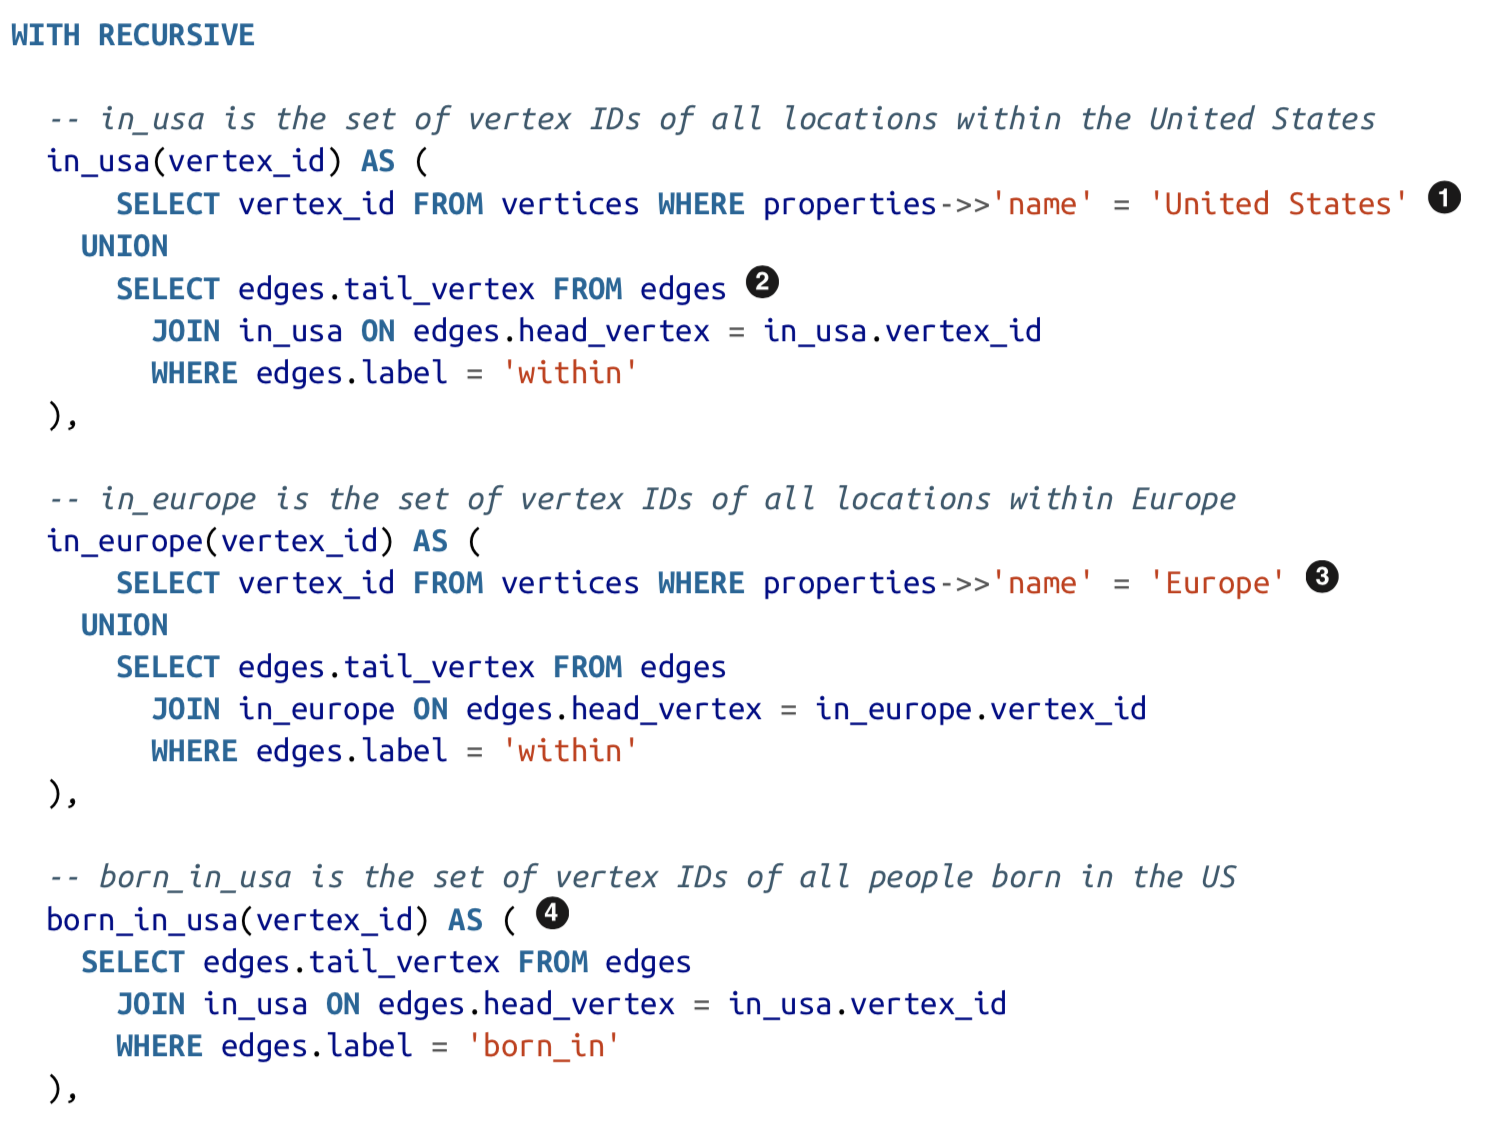 WITH RECURSIVE
-- in_usa is the set of vertex IDs of all locations within the United States
in_usa(vertex_id) AS (
SELECT vertex_id FROM vertices WHERE properties->>'name' = 'United States' ❶
UNION
SELECT edges.tail_vertex FROM edges ❷
JOIN in_usa ON edges.head_vertex = in_usa.vertex_id
WHERE edges.label = 'within'
),
-- in_europe is the set of vertex IDs of all locations within Europe
in_europe(vertex_id) AS (
SELECT vertex_id FROM vertices WHERE properties->>'name' = 'Europe' ❸
UNION
SELECT edges.tail_vertex FROM edges
JOIN in_europe ON edges.head_vertex = in_europe.vertex_id
WHERE edges.label = 'within'
),
-- born_in_usa is the set of vertex IDs of all people born in the US
born_in_usa(vertex_id) AS ( ❹
SELECT edges.tail_vertex FROM edges
JOIN in_usa ON edges.head_vertex = in_usa.vertex_id
WHERE edges.label = 'born_in'
),